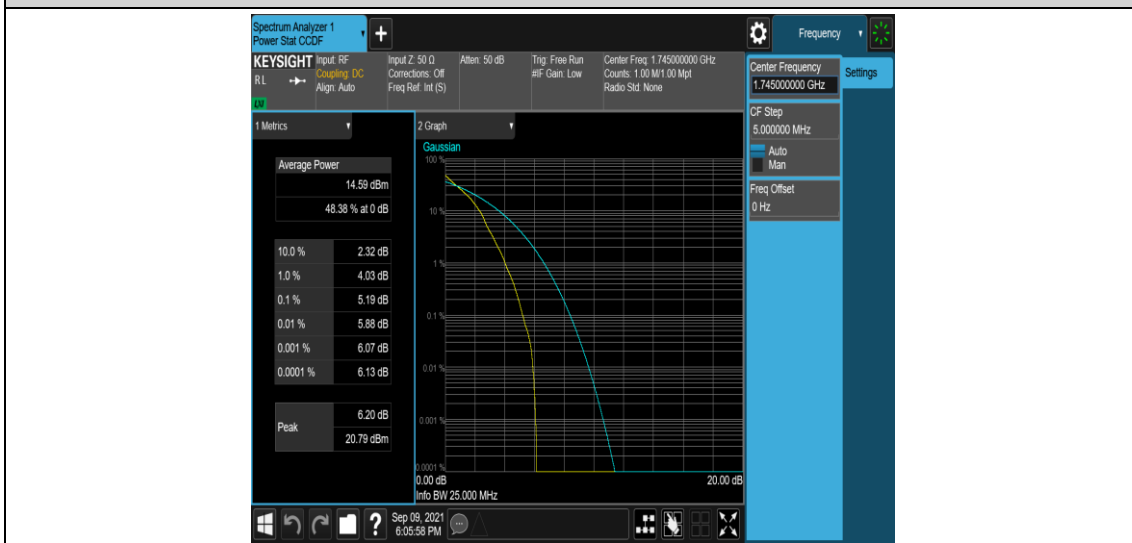 Spectrum Analyzer 1
Power Stat CCDF
+
Frequency
KEYSIGHT
RL
LXI
Input: RF
Coupling: DC
Align: Auto
Input Z: 50 Ω
Corrections: Off
Freq Ref: Int (S)
Atten: 50 dB
Trig: Free Run
#IF Gain: Low
Center Freq: 1.745000000 GHz
Counts: 1.00 M/1.00 Mpt
Radio Std: None
Center Frequency
1.745000000 GHz
Settings
CF Step
5.000000 MHz
Auto
Man
Freq Offset
0 Hz
1 Metrics
Average Power
14.59 dBm
48.38 % at 0 dB
10.0 % 2.32 dB
1.0 % 4.03 dB
0.1 % 5.19 dB
0.01 % 5.88 dB
0.001 % 6.07 dB
0.0001 % 6.13 dB
Peak
6.20 dB
20.79 dBm
2 Graph
Gaussian
100 %
10 %
1 %
0.1 %
0.01 %
0.001 %
0.0001 %
0.00 dB 20.00 dB
Info BW 25.000 MHz
?
Sep 09, 2021
6:05:58 PM